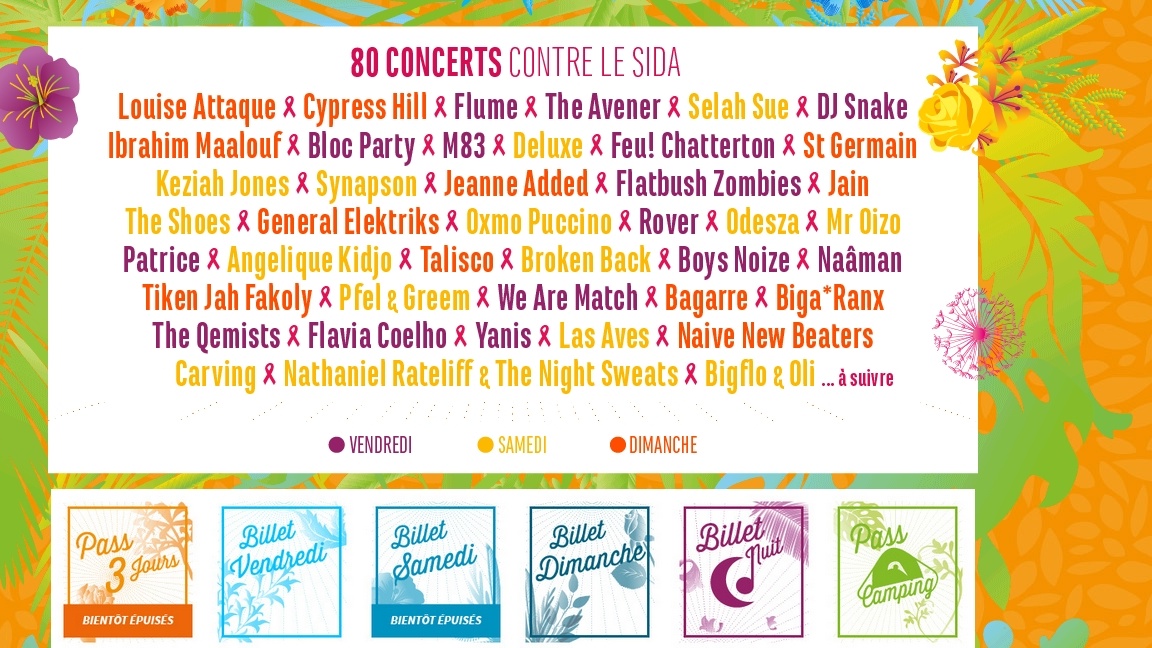 80 CONCERTS CONTRE LE SIDA
Louise Attaque Cypress Hill Flume The Avener Selah Sue DJ Snake
Ibrahim Maalouf Bloc Party M83 Deluxe Feu! Chatterton St Germain
Keziah Jones Synapson Jeanne Added Flatbush Zombies Jain
The Shoes General Elektriks Oxmo Puccino Rover Odesza Mr Oizo
Patrice Angelique Kidjo Talisco Broken Back Boys Noize Naâman
Tiken Jah Fakoly Pfel & Greem We Are Match Bagarre Biga*Ranx
The Qemists Flavia Coelho Yanis Las Aves Naive New Beaters
Carving Nathaniel Rateliff & The Night Sweats Bigflo & Oli ... à suivre
VENDREDI SAMEDI DIMANCHE
Pass 3 Jours
BIENTÔT ÉPUISÉS
Billet Vendredi
Billet Samedi
BIENTÔT ÉPUISÉS
Billet Dimanche
Billet Nuit
Pass Camping